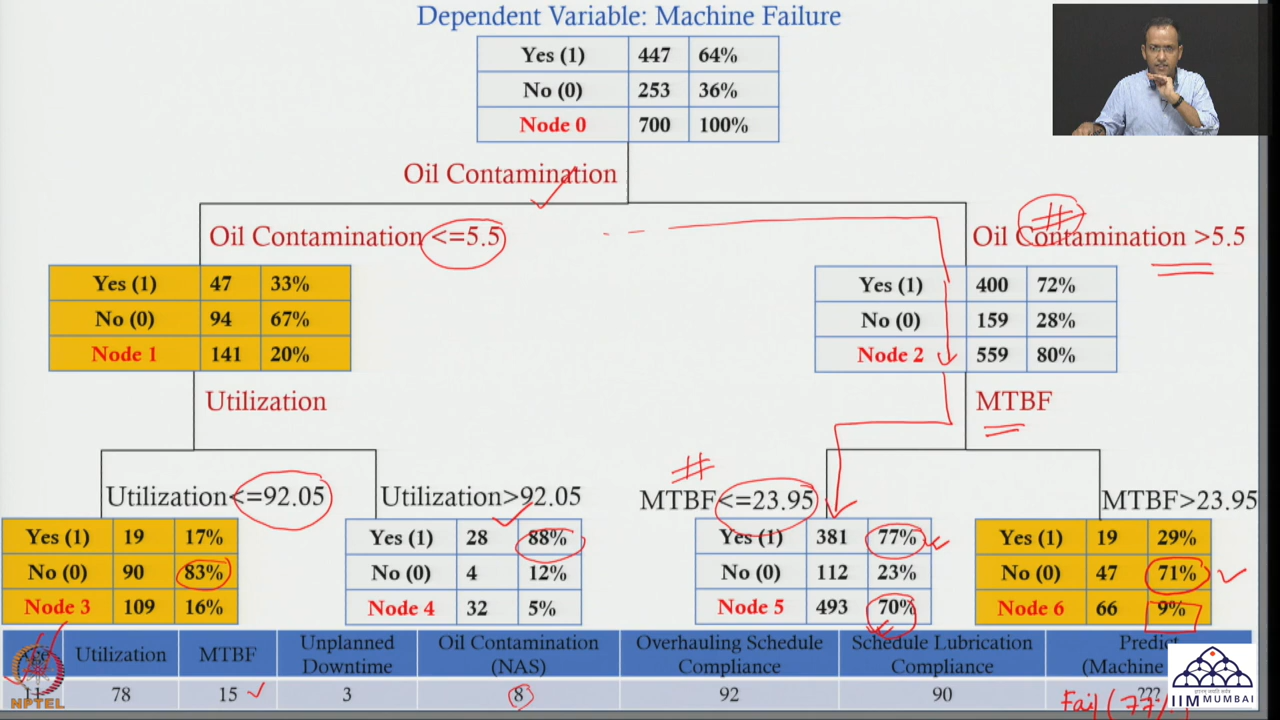 Dependent Variable: Machine Failure
Yes (1) 447 64%
No (0) 253 36%
Node 0 700 100%
Oil Contamination
Oil Contamination <=5.5
#
Oil Contamination >5.5
Yes (1) 47 33%
No (0) 94 67%
Node 1 141 20%
Yes (1) 400 72%
No (0) 159 28%
Node 2 559 80%
Utilization
MTBF
Utilization<=92.05
Utilization>92.05
#
MTBF<=23.95
MTBF>23.95
Yes (1) 19 17%
No (0) 90 83%
Node 3 109 16%
Yes (1) 28 88%
No (0) 4 12%
Node 4 32 5%
Yes (1) 381 77%
No (0) 112 23%
Node 5 493 70%
Yes (1) 19 29%
No (0) 47 71%
Node 6 66 9%
Utilization MTBF Unplanned Downtime Oil Contamination (NAS) Overhauling Schedule Compliance Schedule Lubrication Compliance Predict (Machine
11 78 15 3 8 92 90 ???
Fail (77%
NPTEL
IIM MUMBAI